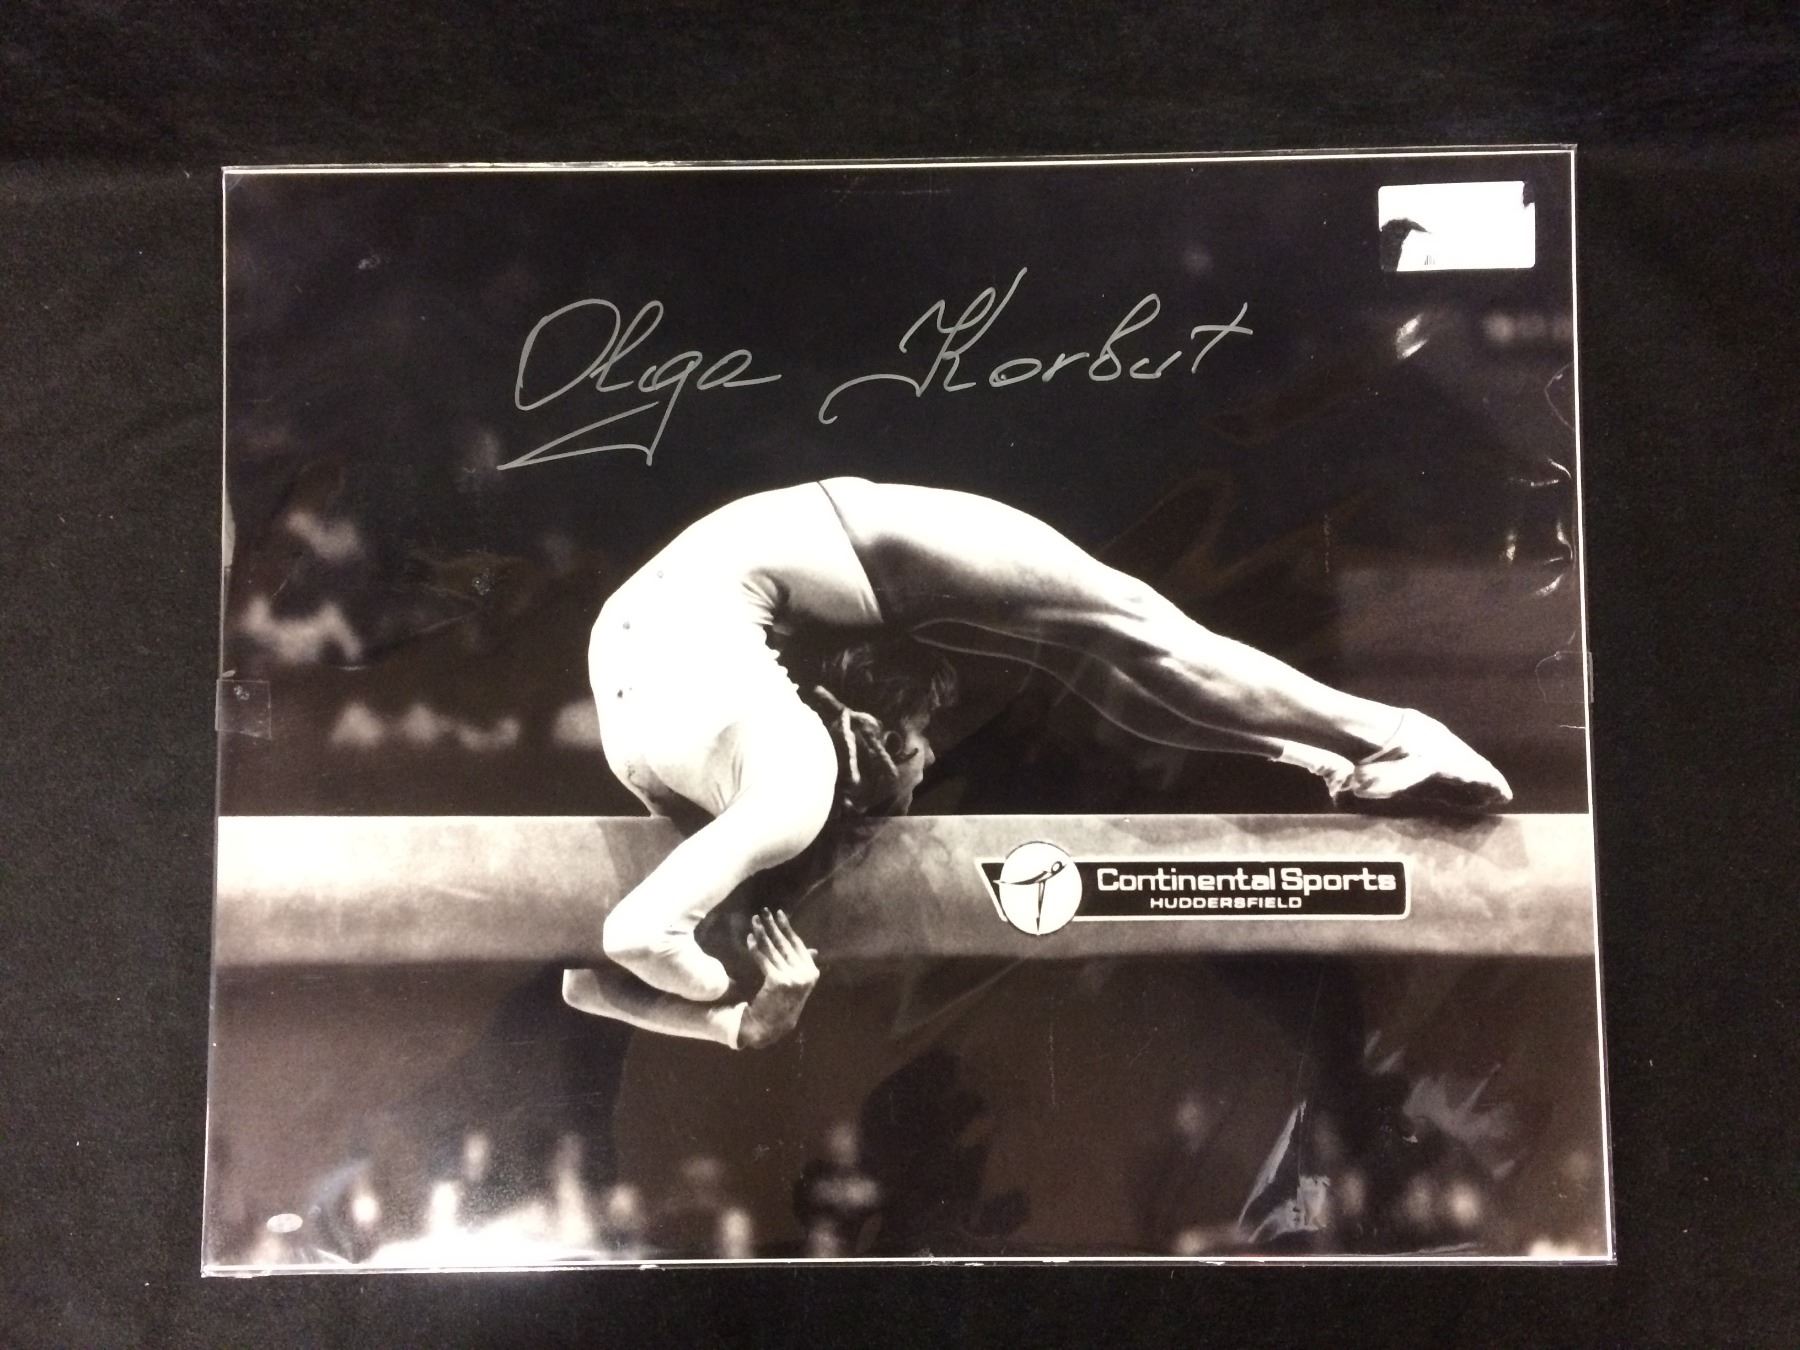 Olga Korbut
Continental Sports
HUDDERSFIELD